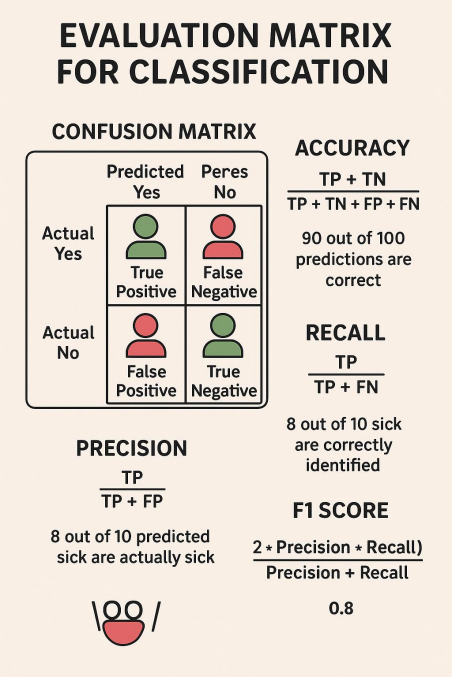 EVALUATION MATRIX
FOR CLASSIFICATION
CONFUSION MATRIX
Predicted Yes
Peres No
Actual Yes
True Positive
False Negative
Actual No
False Positive
True Negative
ACCURACY
TP + TN
TP + TN + FP + FN
90 out of 100
predictions are
correct
RECALL
TP
TP + FN
8 out of 10 sick
are correctly
identified
PRECISION
TP
TP + FP
8 out of 10 predicted
sick are actually sick
F1 SCORE
2 * Precision * Recall)
Precision + Recall
0.8